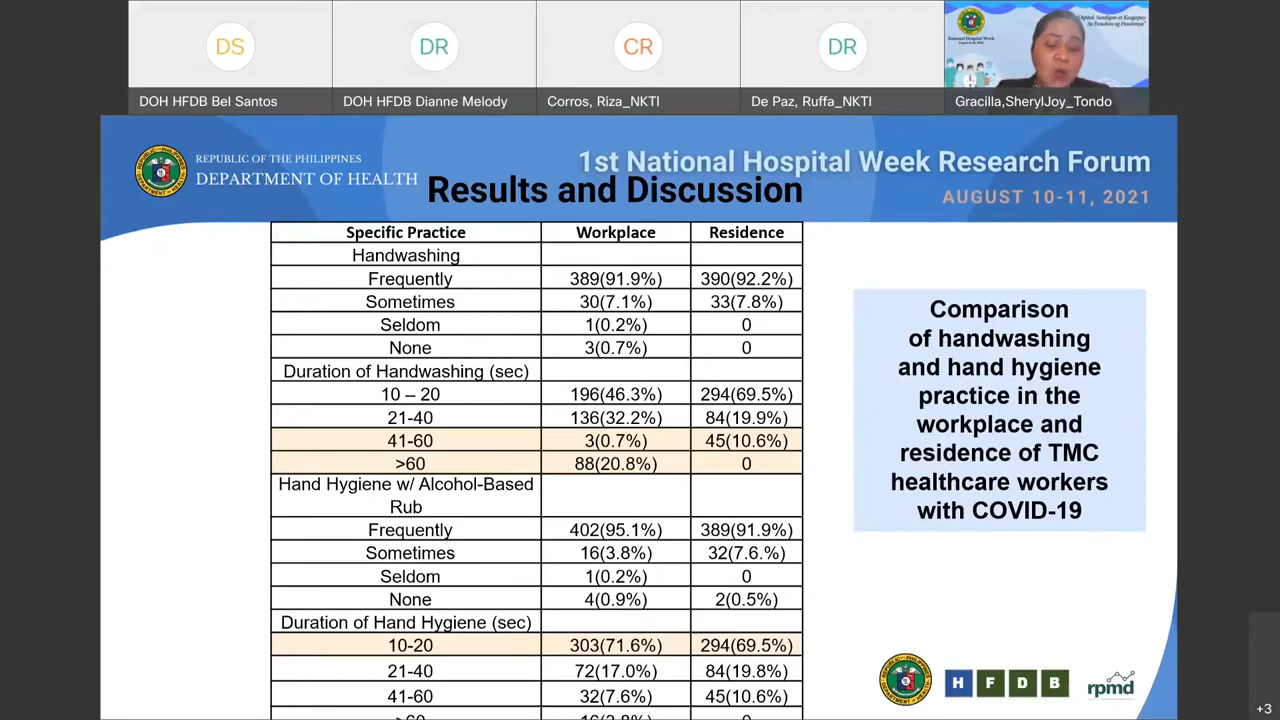 DS
DR
CR
DR
DOH HFDB Bel Santos
DOH HFDB Dianne Melody
Corros, Riza_NKTI
De Paz, Ruffa_NKTI
Gracilla,SherylJoy_Tondo
National Hospital Week
REPUBLIC OF THE PHILIPPINES
DEPARTMENT OF HEALTH
1st National Hospital Week Research Forum
AUGUST 10-11, 2021
Results and Discussion
Specific Practice Workplace Residence
Handwashing
Frequently 389(91.9%) 390(92.2%)
Sometimes 30(7.1%) 33(7.8%)
Seldom 1(0.2%) 0
None 3(0.7%) 0
Duration of Handwashing (sec)
10 – 20 196(46.3%) 294(69.5%)
21-40 136(32.2%) 84(19.9%)
41-60 3(0.7%) 45(10.6%)
>60 88(20.8%) 0
Hand Hygiene w/ Alcohol-Based
Rub
Frequently 402(95.1%) 389(91.9%)
Sometimes 16(3.8%) 32(7.6.%)
Seldom 1(0.2%) 0
None 4(0.9%) 2(0.5%)
Duration of Hand Hygiene (sec)
10-20 303(71.6%) 294(69.5%)
21-40 72(17.0%) 84(19.8%)
41-60 32(7.6%) 45(10.6%)
>60 16(3.8%) 0
Comparison
of handwashing
and hand hygiene
practice in the
workplace and
residence of TMC
healthcare workers
with COVID-19
H F D B
rpmd
+3